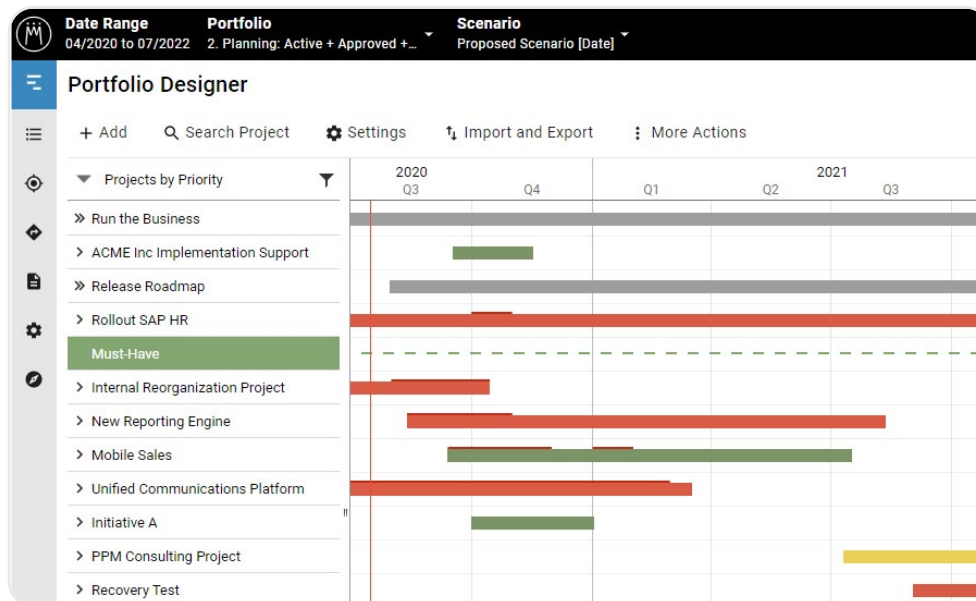 Date Range
04/2020 to 07/2022
Portfolio
2. Planning: Active + Approved +...
Scenario
Proposed Scenario [Date]
Portfolio Designer
Add
Search Project
Settings
Import and Export
More Actions
Projects by Priority
2020
2021
Q3
Q4
Q1
Q2
Q3
Run the Business
ACME Inc Implementation Support
Release Roadmap
Rollout SAP HR
Must-Have
Internal Reorganization Project
New Reporting Engine
Mobile Sales
Unified Communications Platform
Initiative A
PPM Consulting Project
Recovery Test